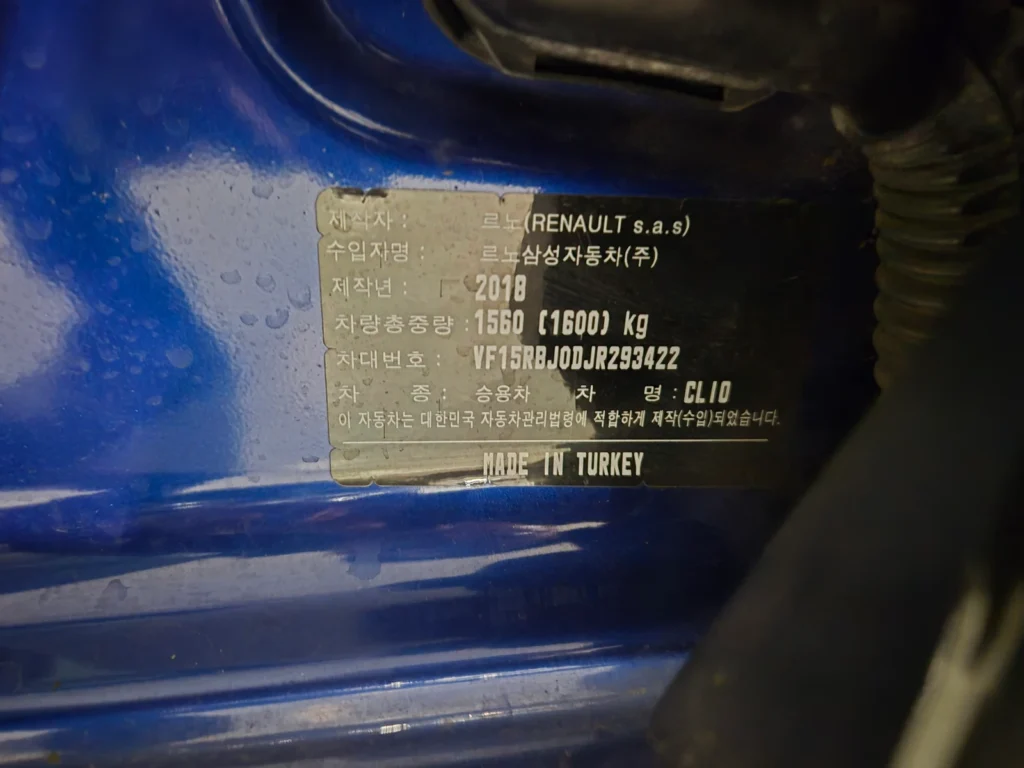 제작자 : 르노(RENAULT s.a.s)
수입자명 : 르노삼성자동차(주)
제작년 : 2018
차량총중량 : 1560 (1600) kg
차대번호 : VF15RBJ0DJR293422
차 종 : 승용차 차 명 : CLIO
이 자동차는 대한민국 자동차관리법령에 적합하게 제작(수입)되었습니다.
MADE IN TURKEY